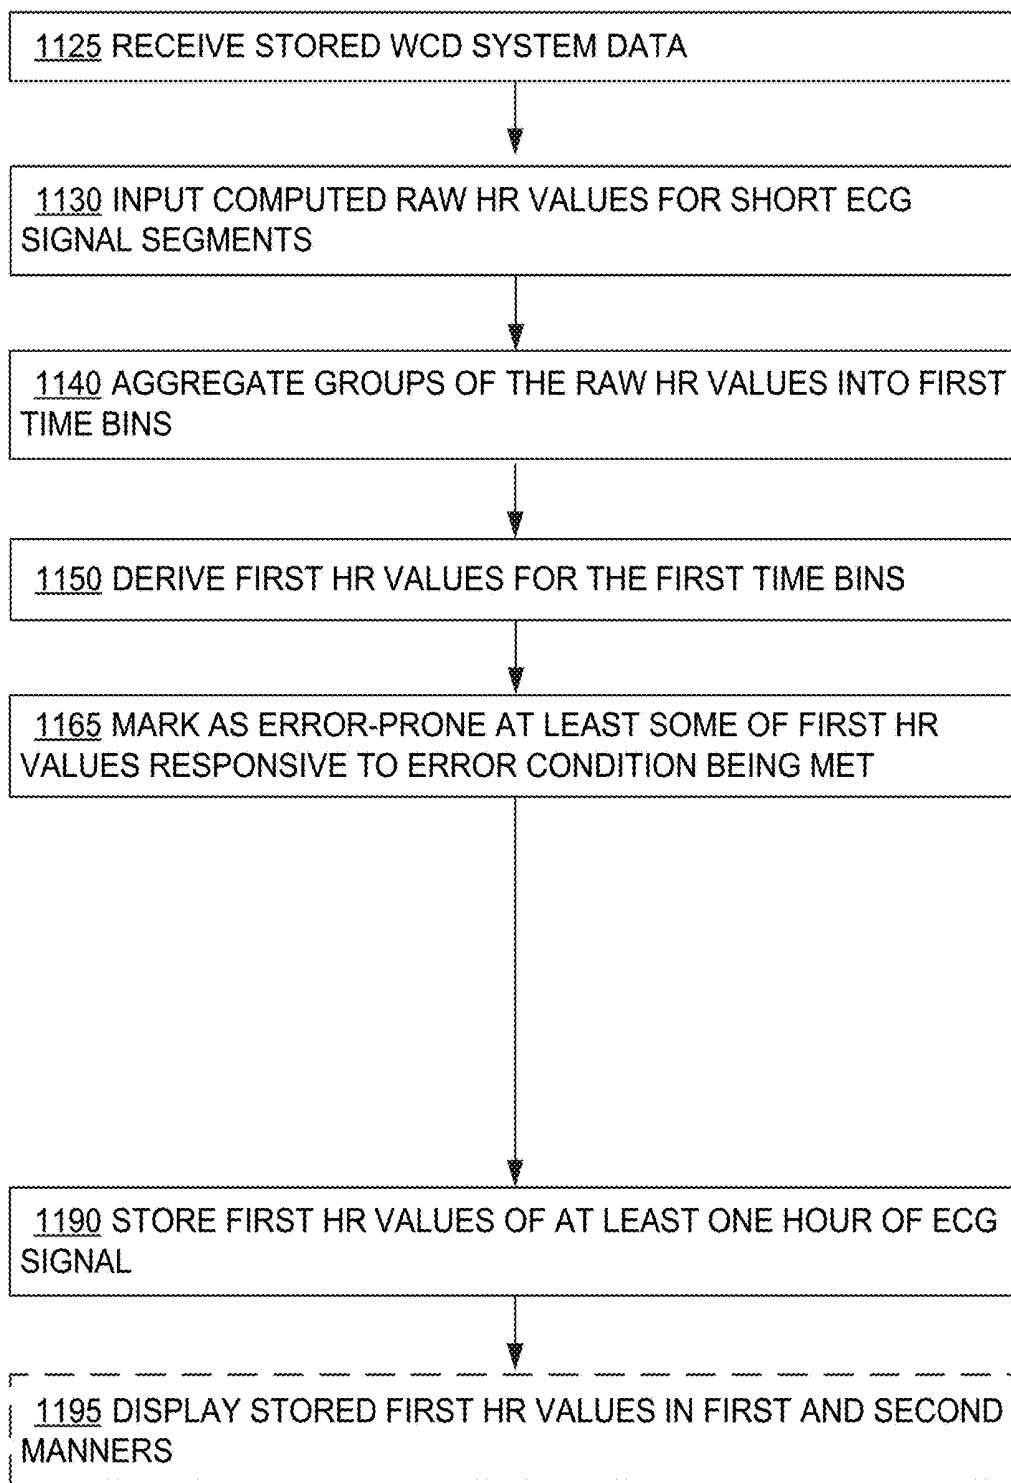 1125 RECEIVE STORED WCD SYSTEM DATA
1130 INPUT COMPUTED RAW HR VALUES FOR SHORT ECG
SIGNAL SEGMENTS
1140 AGGREGATE GROUPS OF THE RAW HR VALUES INTO FIRST
TIME BINS
1150 DERIVE FIRST HR VALUES FOR THE FIRST TIME BINS
1165 MARK AS ERROR-PRONE AT LEAST SOME OF FIRST HR
VALUES RESPONSIVE TO ERROR CONDITION BEING MET
1190 STORE FIRST HR VALUES OF AT LEAST ONE HOUR OF ECG
SIGNAL
1195 DISPLAY STORED FIRST HR VALUES IN FIRST AND SECOND
MANNERS